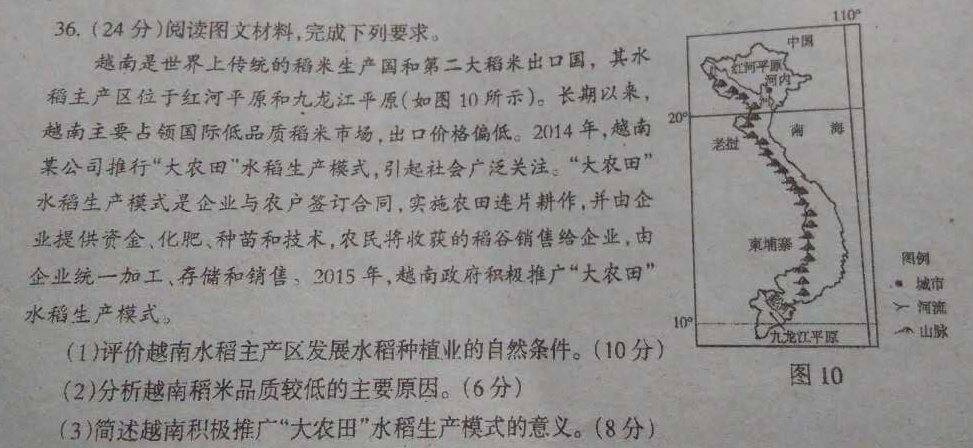 36.(24分)阅读图文材料,完成下列要求。
越南是世界上传统的稻米生产国和第二大稻米出口国，其水
稻主产区位于红河平原和九龙江平原(如图10所示)。长期以来,
越南主要占领国际低品质稻米市场,出口价格偏低。2014年,越南
某公司推行“大农田”水稻生产模式,引起社会广泛关注。“大农田”
水稻生产模式是企业与农户签订合同,实施农田连片耕作,并由企
业提供资金、化肥、种苗和技术,农民将收获的稻谷销售给企业,由
企业统一加工、存储和销售。2015年,越南政府积极推广“大农田”
水稻生产模式。
(1)评价越南水稻主产区发展水稻种植业的自然条件。(10分)
(2)分析越南稻米品质较低的主要原因。(6分)
(3)简述越南积极推广“大农田”水稻生产模式的意义。(8分)
110°
中国
红河平原
河内
20°
老挝
南海
柬埔寨
10°
九龙江平原
图例
城市
河流
山脉
图10